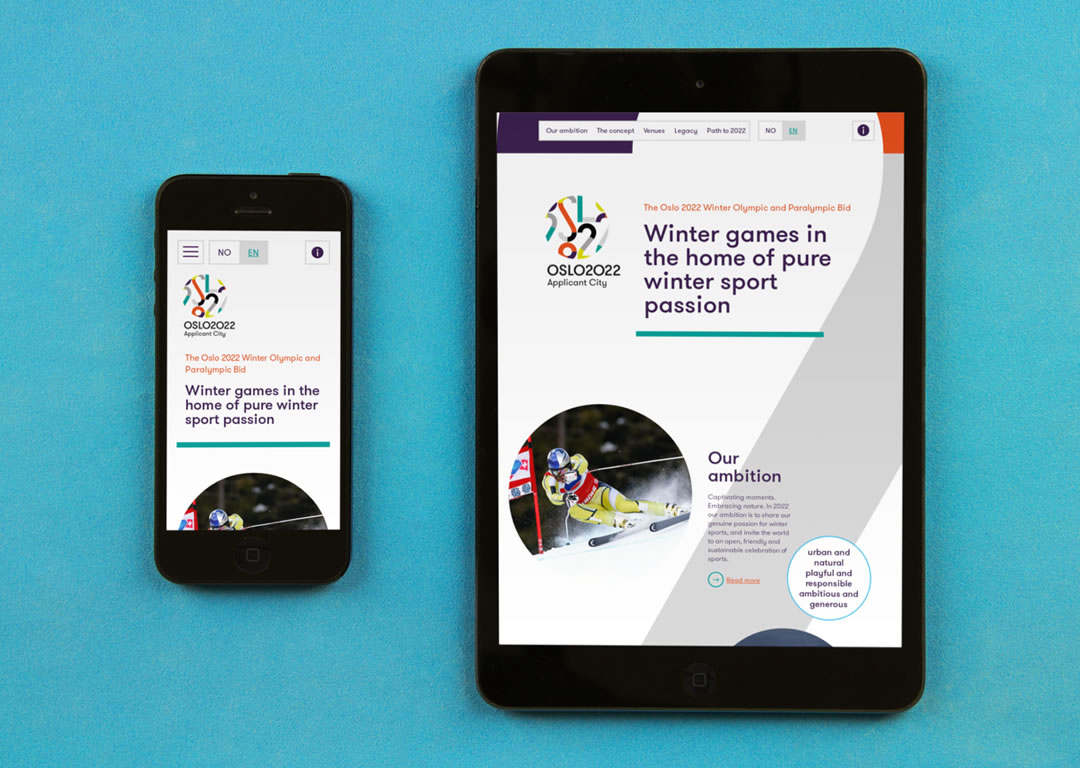 NO
EN
OSLO2022
Applicant City
The Oslo 2022 Winter Olympic and
Paralympic Bid
Winter games in the
home of pure winter
sport passion
Our ambition The concept Venues Legacy Path to 2022
NO
EN
OSLO2022
Applicant City
The Oslo 2022 Winter Olympic and Paralympic Bid
Winter games in
the home of pure
winter sport
passion
Our
ambition
Captivating moments.
Embracing nature. In 2022
our ambition is to share our
genuine passion for winter
sports, and invite the world
to an open, friendly and
sustainable celebration of
sports.
Read more
urban and
natural
playful and
responsible
ambitious and
generous